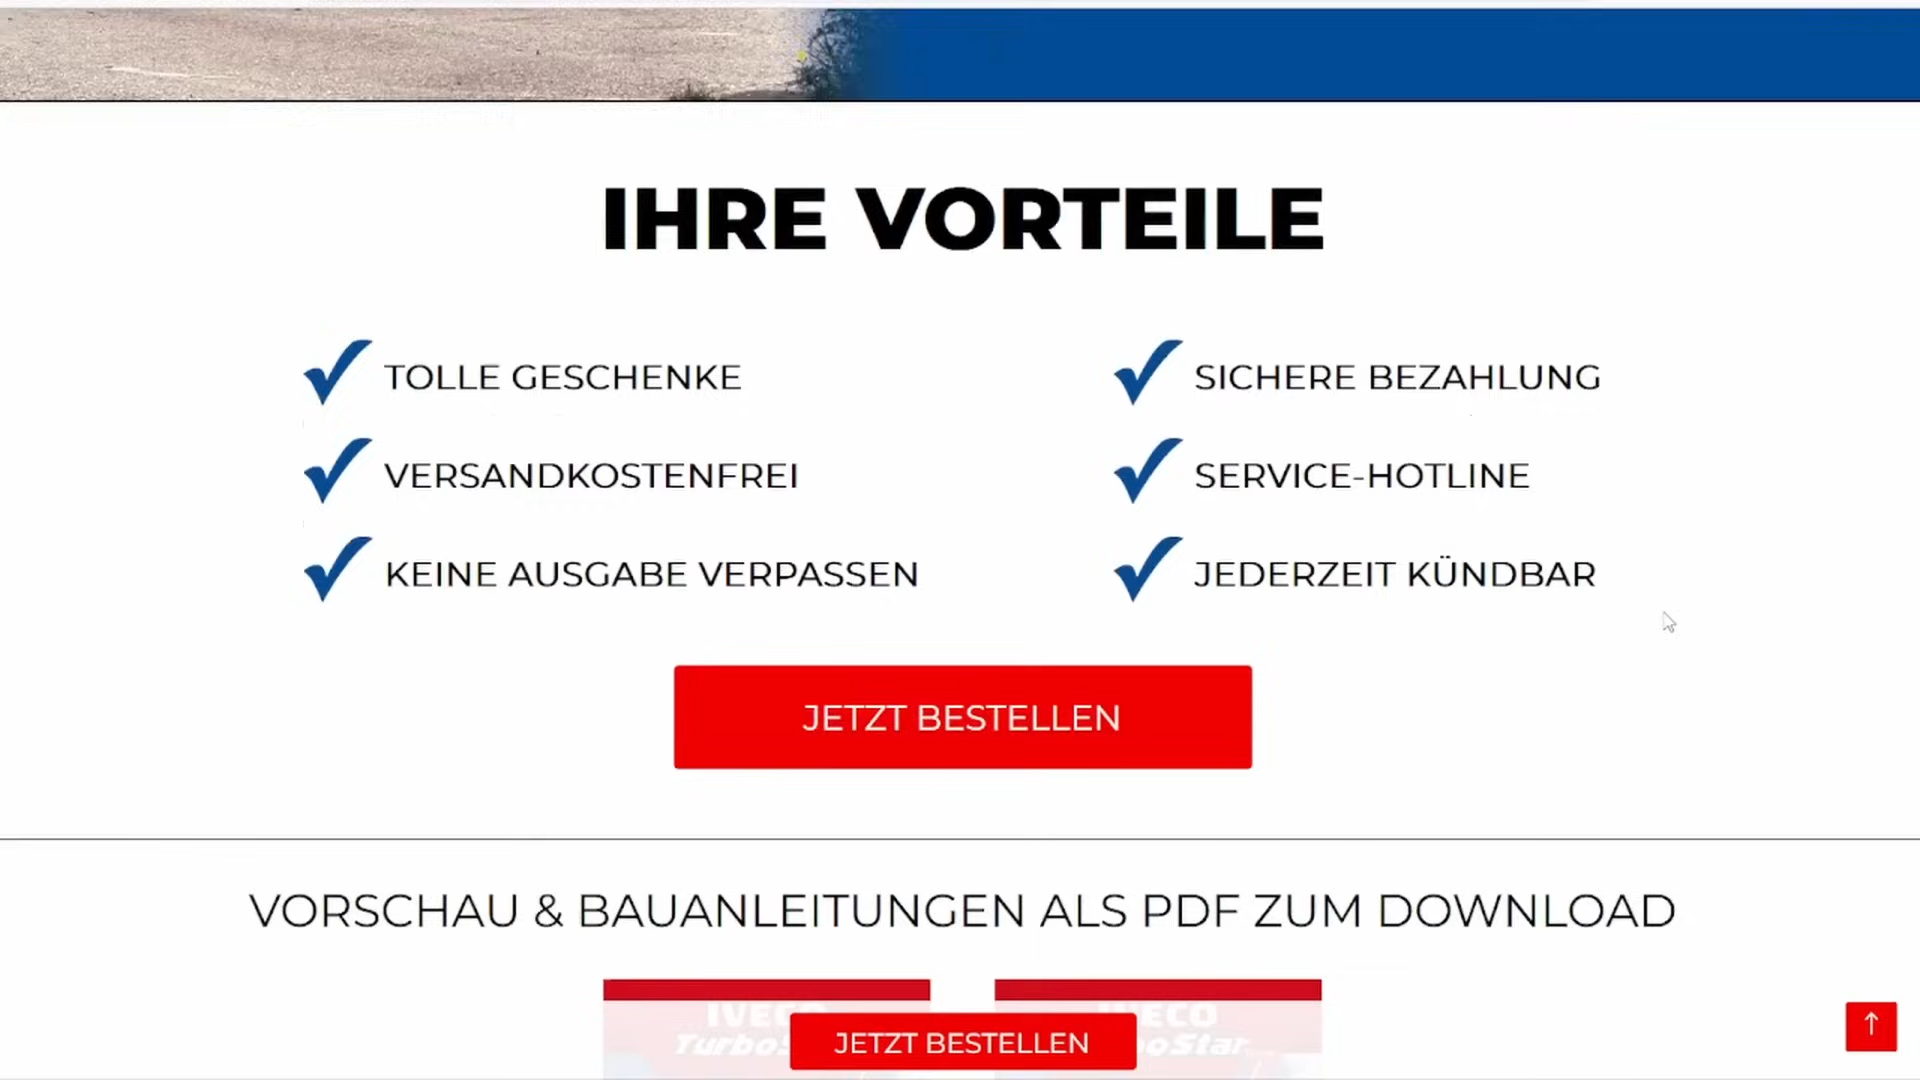 IHRE VORTEILE
TOLLE GESCHENKE
SICHERE BEZAHLUNG
VERSANDKOSTENFREI
SERVICE-HOTLINE
KEINE AUSGABE VERPASSEN
JEDERZEIT KÜNDBAR
JETZT BESTELLEN
VORSCHAU & BAUANLEITUNGEN ALS PDF ZUM DOWNLOAD
JETZT BESTELLEN